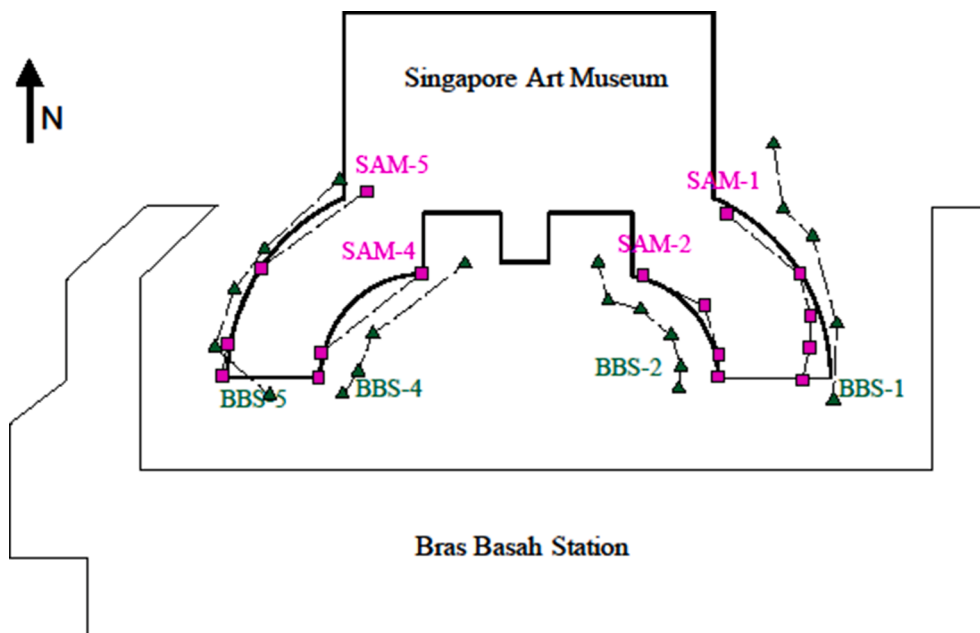 Singapore Art Museum
N
SAM-5
SAM-1
SAM-4
SAM-2
BBS-5
BBS-4
BBS-2
BBS-1
Bras Basah Station